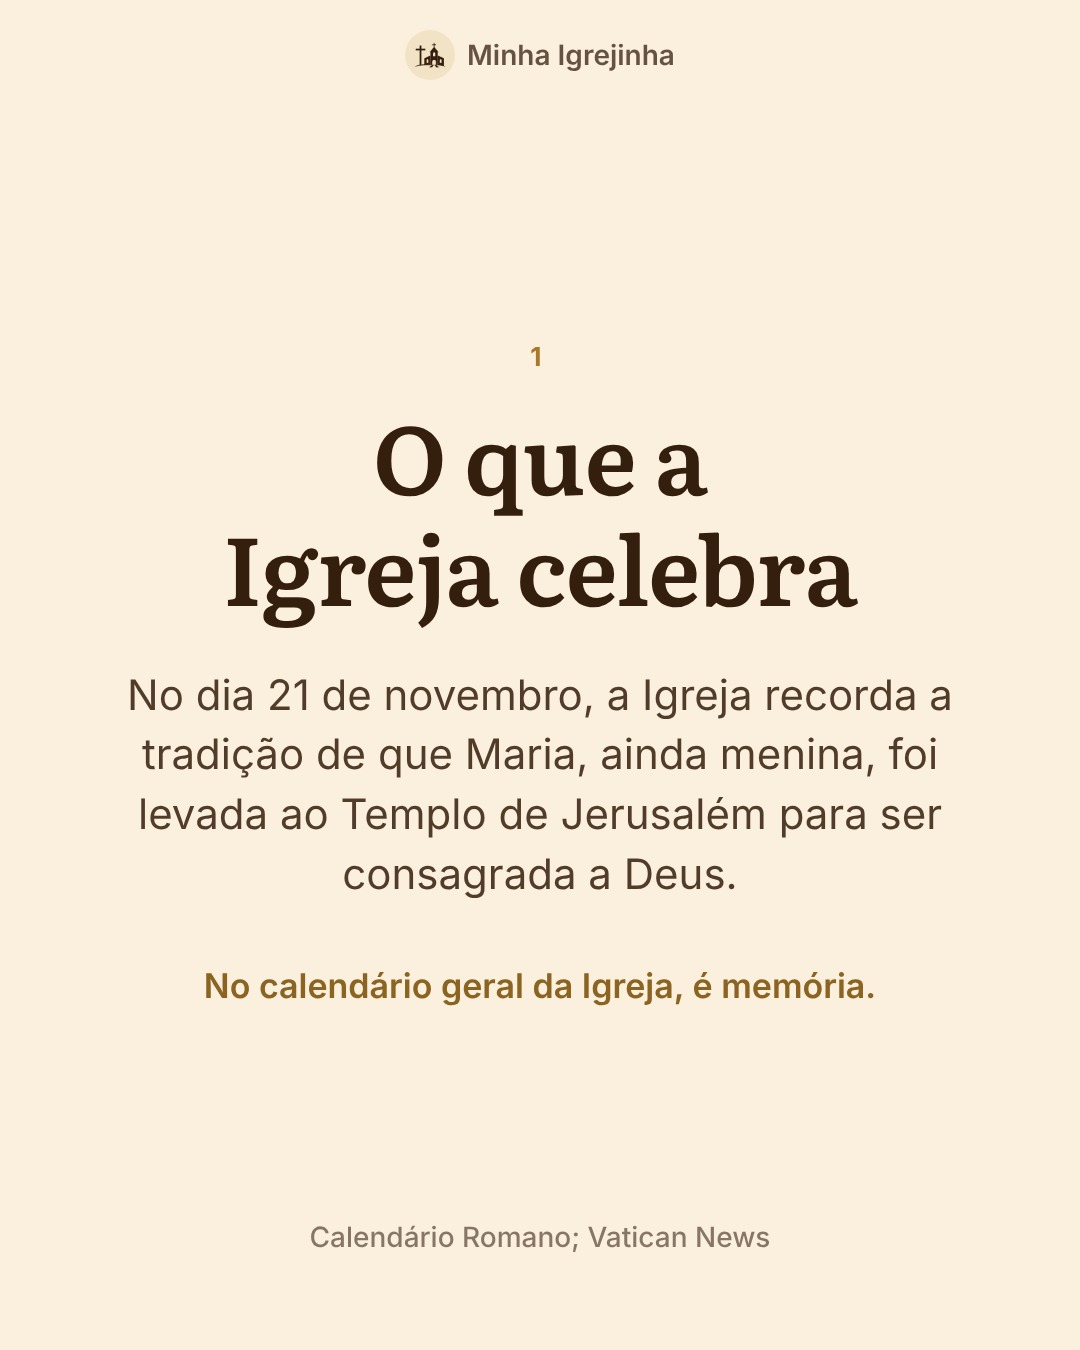 Minha Igrejinha
1
O que a
Igreja celebra
No dia 21 de novembro, a Igreja recorda a
tradição de que Maria, ainda menina, foi
levada ao Templo de Jerusalém para ser
consagrada a Deus.
No calendário geral da Igreja, é memória.
Calendário Romano; Vatican News